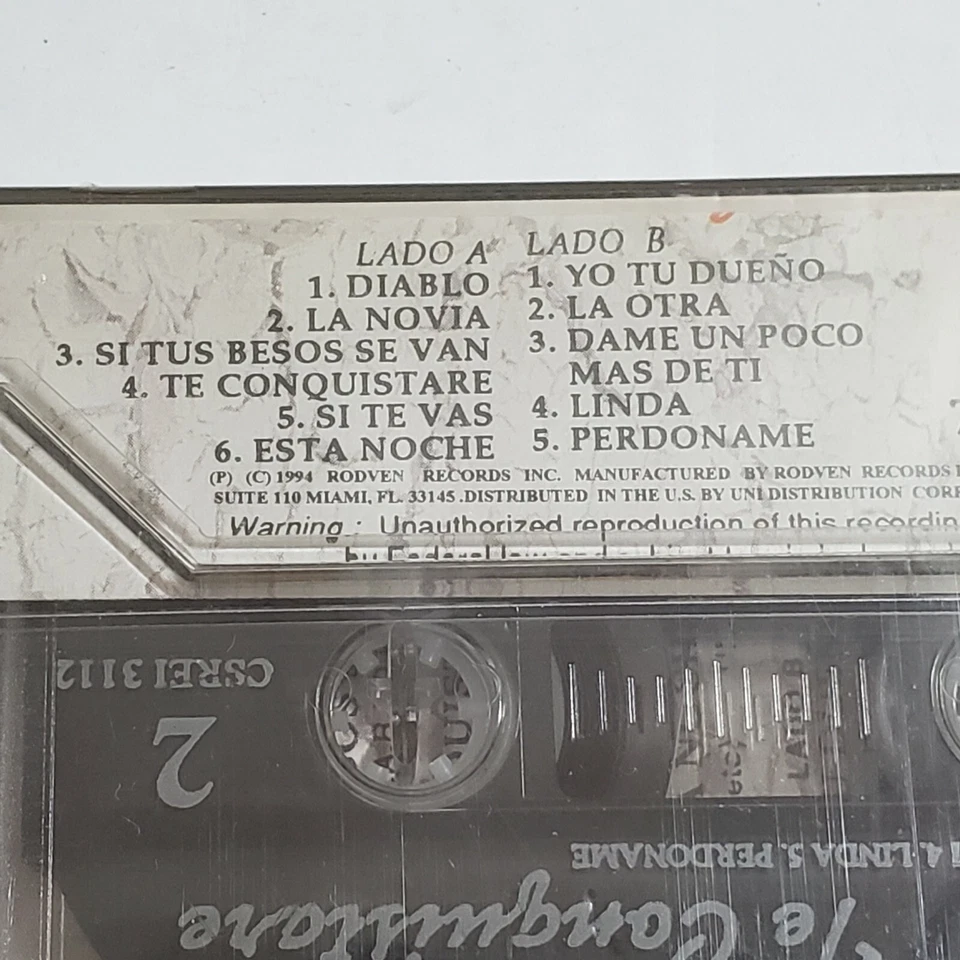 LADO A
1. DIABLO
2. LA NOVIA
3. SI TUS BESOS SE VAN
4. TE CONQUISTARE
5. SI TE VAS
6. ESTA NOCHE
LADO B
1. YO TU DUEÑO
2. LA OTRA
3. DAME UN POCO
MAS DE TI
4. LINDA
5. PERDONAME
(P) (C) 1994 RODVEN RECORDS INC. MANUFACTURED BY RODVEN RECORDS
SUITE 110 MIAMI, FL. 33145 .DISTRIBUTED IN THE U.S. BY UNI DISTRIBUTION
Warning : Unauthorized reproduction of this
CSREI 3112
2
4. LINDA 5. PERDONAME
Te Conquistare